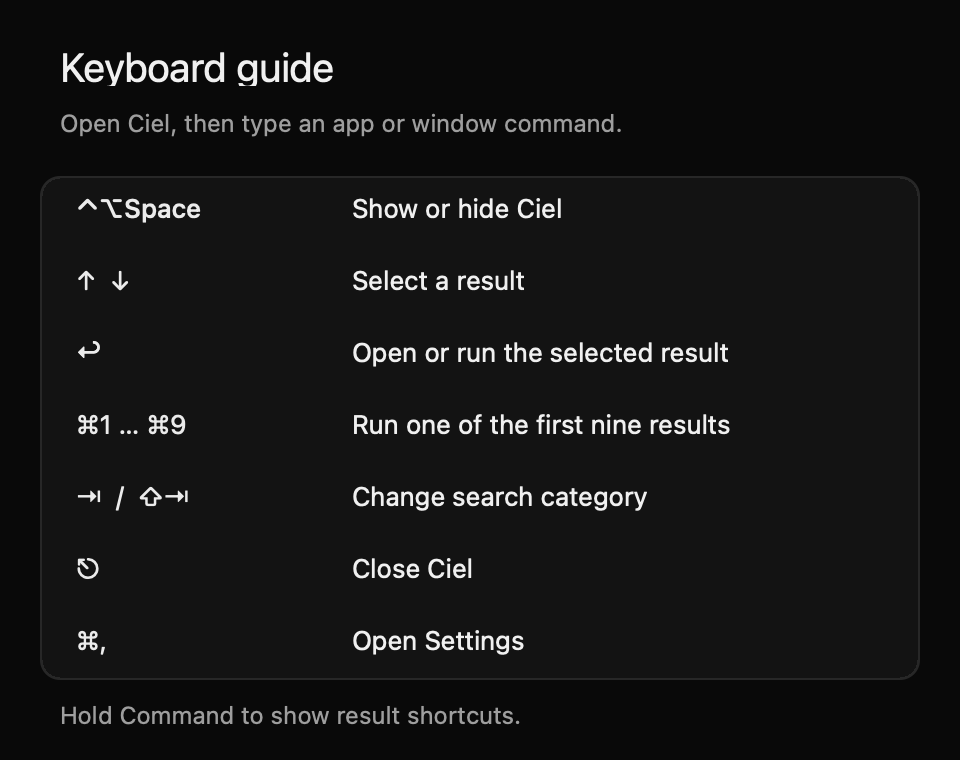 Keyboard guide
Open Ciel, then type an app or window command.
⌃⌥Space Show or hide Ciel
↑ ↓ Select a result
↩ Open or run the selected result
⌘1 ... ⌘9 Run one of the first nine results
⇥ / ⇧⇥ Change search category
⎋ Close Ciel
⌘, Open Settings
Hold Command to show result shortcuts.